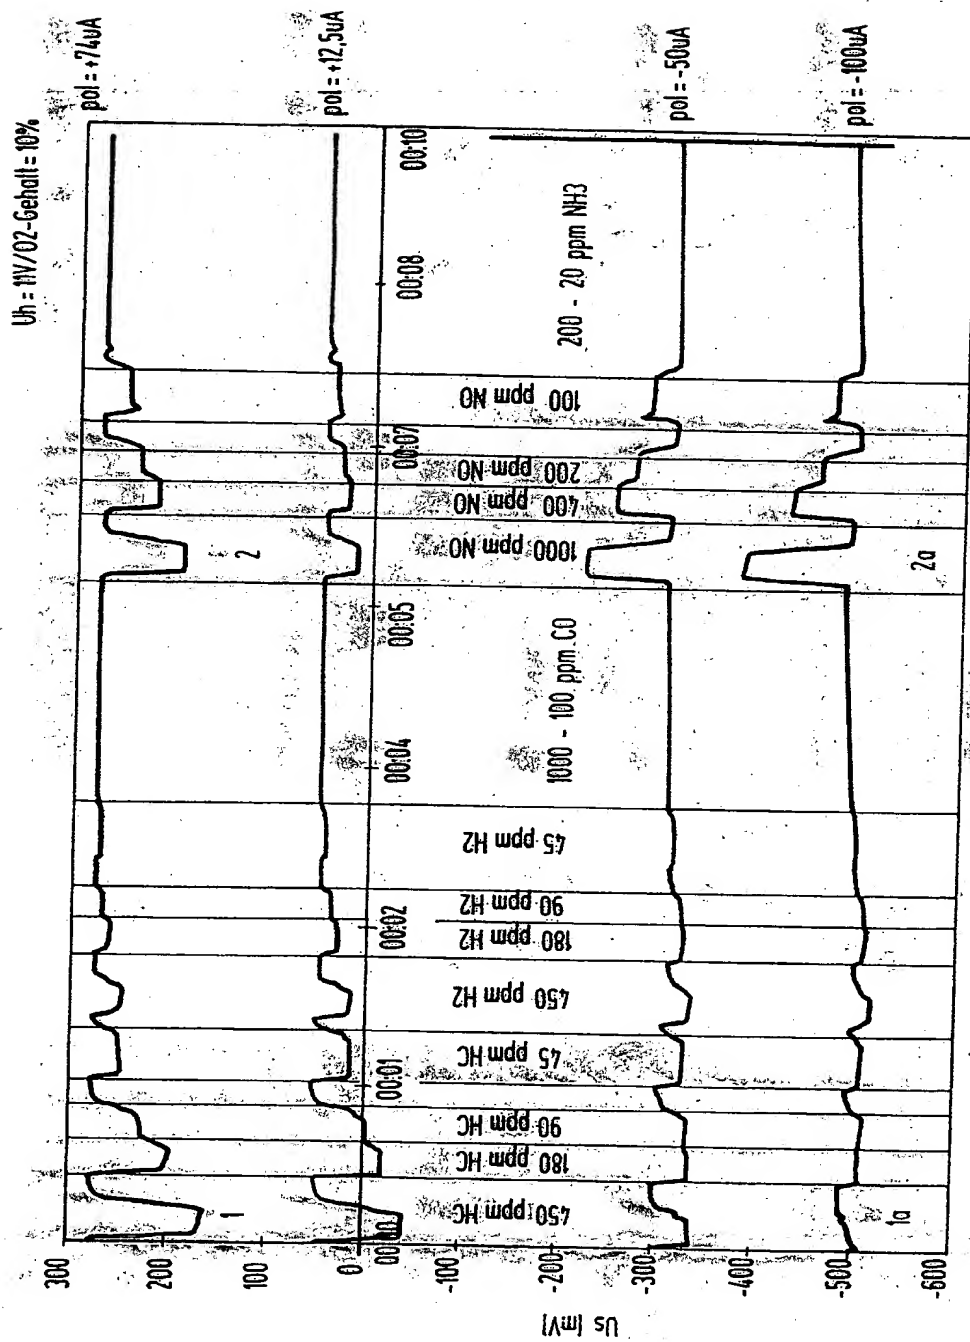 Uh = 11V/O2-Gehalt = 10%
pol = +74uA
pol = +12,5uA
pol = -50uA
pol = -100uA
Us [mV]
300
200
100
0
-100
-200
-300
-400
-500
-600
00:00
00:01
00:02
00:04
00:05
00:07
00:08
00:10
450 ppm HC
180 ppm HC
90 ppm HC
45 ppm HC
450 ppm H2
180 ppm H2
90 ppm H2
45 ppm H2
1000 - 100 ppm CO
1000 ppm NO
400 ppm NO
200 ppm NO
100 ppm NO
200 - 20 ppm NH3
1
2
1a
2a